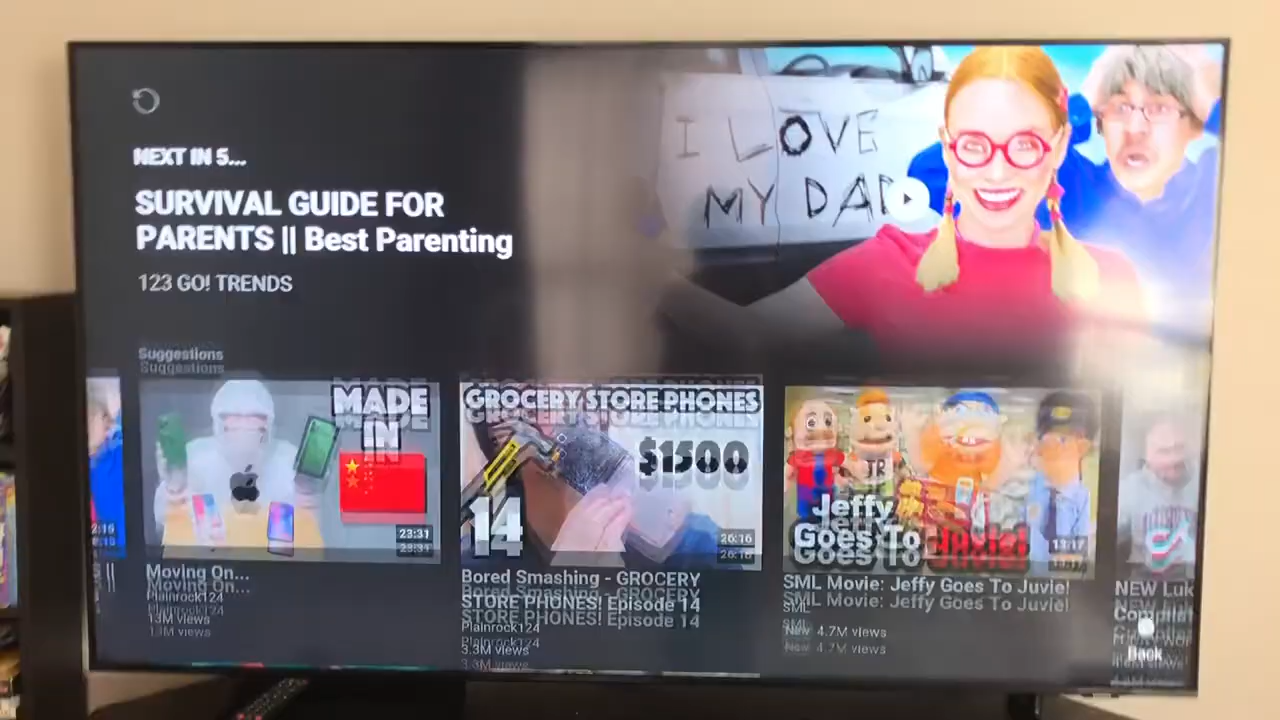 I LOVE
MY DAD
NEXT IN 5...
SURVIVAL GUIDE FOR
PARENTS || Best Parenting
123 GO! TRENDS
Suggestions
MADE
IN
23:31
Moving On...
Plainrock124
13M views
GROCERY STORE PHONES
$1500
14
26:16
Bored Smashing - GROCERY
STORE PHONES! Episode 14
Plainrock124
3.3M views
TR
Jeffy
Goes To Juvie!
13:17
SML Movie: Jeffy Goes To Juvie!
SML
New 4.7M views
NEW Luk
Back